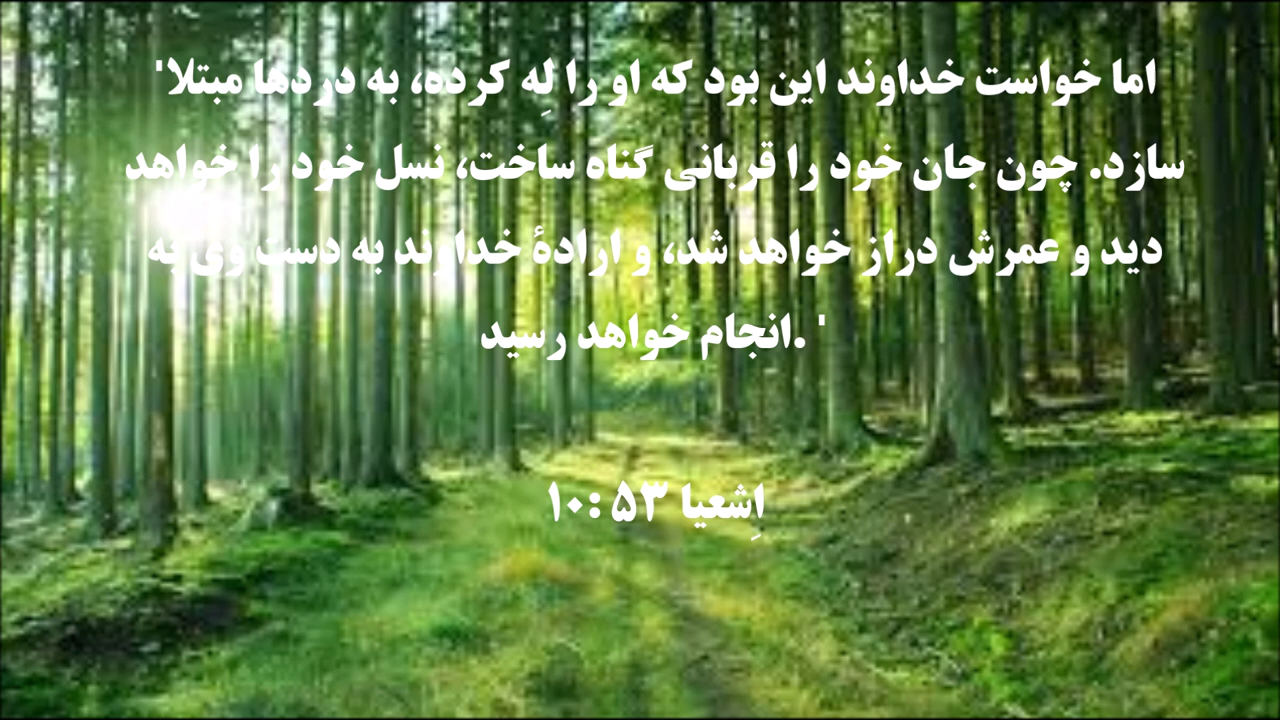 اما خواست خداوند این بود که او را لِه کرده، به دردها مبتلا'
سازد. چون جان خود را قربانی گناه ساخت، نسل خود را خواهد
دید و عمرش دراز خواهد شد، و ارادهٔ خداوند به دست وی به
' .انجام خواهد رسید
اِشعیا ۵۳ :۱۰